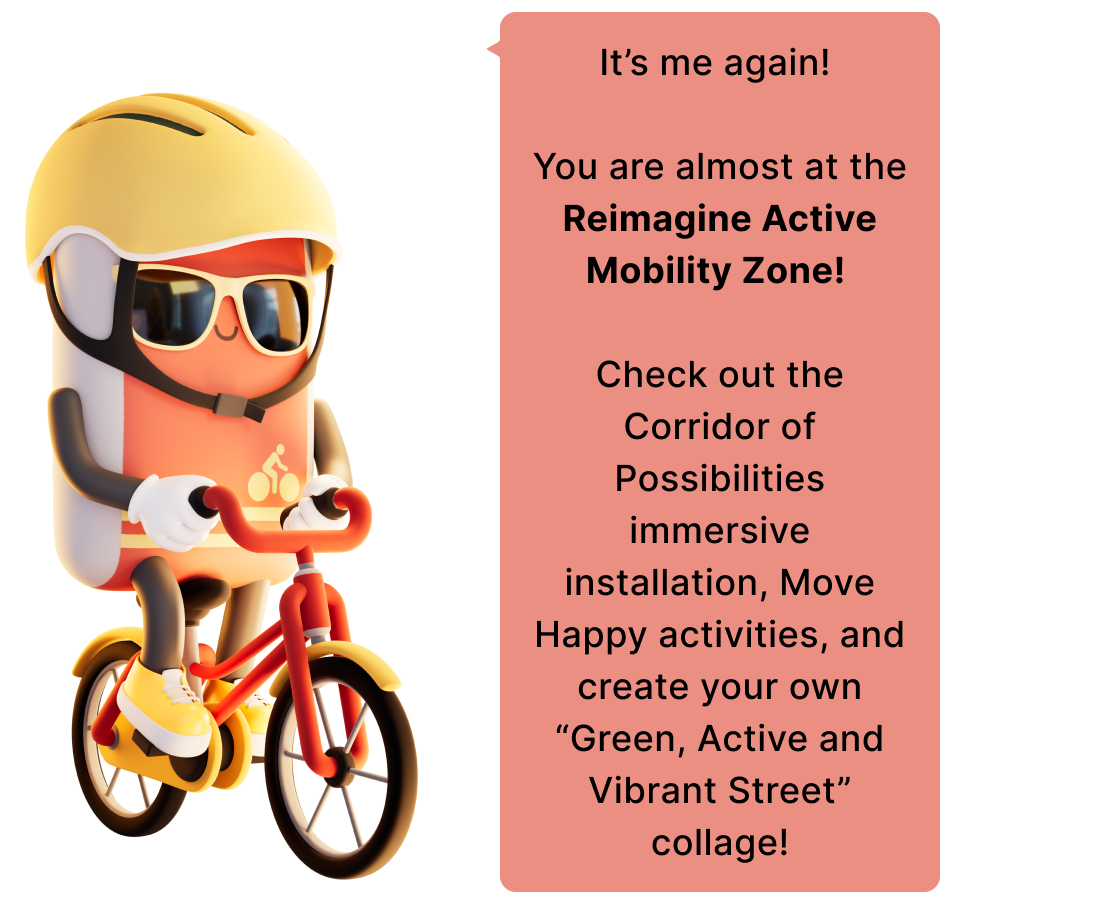 It’s me again!
You are almost at the
Reimagine Active
Mobility Zone!
Check out the
Corridor of
Possibilities
immersive
installation, Move
Happy activities, and
create your own
“Green, Active and
Vibrant Street”
collage!